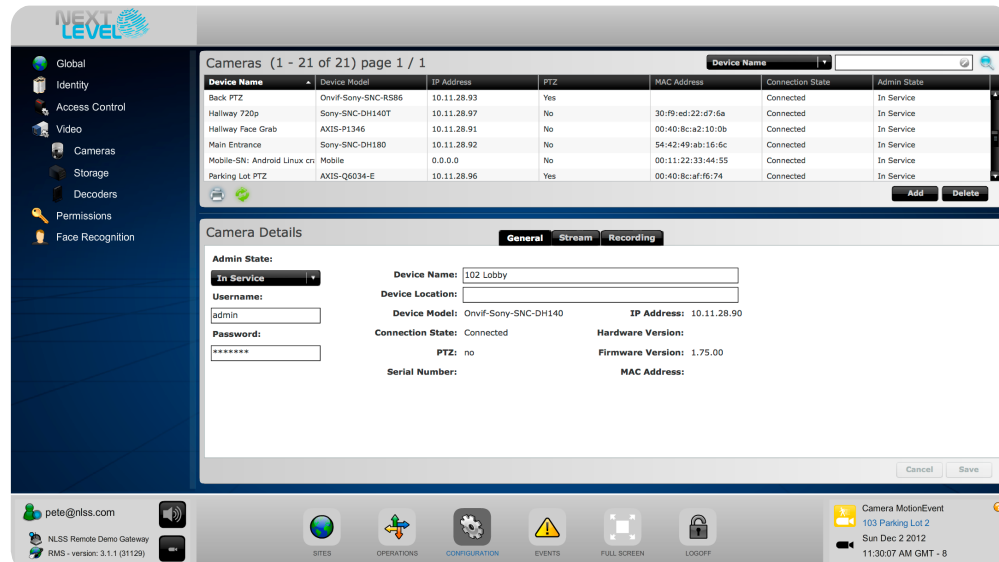 NEXT
LEVEL
Global
Identity
Access Control
Video
Cameras
Storage
Decoders
Permissions
Face Recognition
Cameras (1 - 21 of 21) page 1 / 1
Device Name
Device Name Device Model IP Address PTZ MAC Address Connection State Admin State
Back PTZ Onvif-Sony-SNC-RS86 10.11.28.93 Yes Connected In Service
Hallway 720p Sony-SNC-DH140T 10.11.28.97 No 30:f9:ed:22:d7:6a Connected In Service
Hallway Face Grab AXIS-P1346 10.11.28.91 No 00:40:8c:a2:10:0b Connected In Service
Main Entrance Sony-SNC-DH180 10.11.28.92 No 54:42:49:ab:16:6c Connected In Service
Mobile-SN: Android Linux cra Mobile 0.0.0.0 No 00:11:22:33:44:55 Connected In Service
Parking Lot PTZ AXIS-Q6034-E 10.11.28.96 Yes 00:40:8c:af:f6:74 Connected In Service
Add Delete
Camera Details
General Stream Recording
Admin State:
In Service
Username:
admin
Password:
*******
Device Name: 102 Lobby
Device Location:
Device Model: Onvif-Sony-SNC-DH140 IP Address: 10.11.28.90
Connection State: Connected Hardware Version:
PTZ: no Firmware Version: 1.75.00
Serial Number: MAC Address:
Cancel Save
pete@nlss.com
NLSS Remote Demo Gateway
RMS - version: 3.1.1 (31129)
SITES OPERATIONS CONFIGURATION EVENTS FULL SCREEN LOGOFF
Camera MotionEvent
103 Parking Lot 2
Sun Dec 2 2012
11:30:07 AM GMT - 8